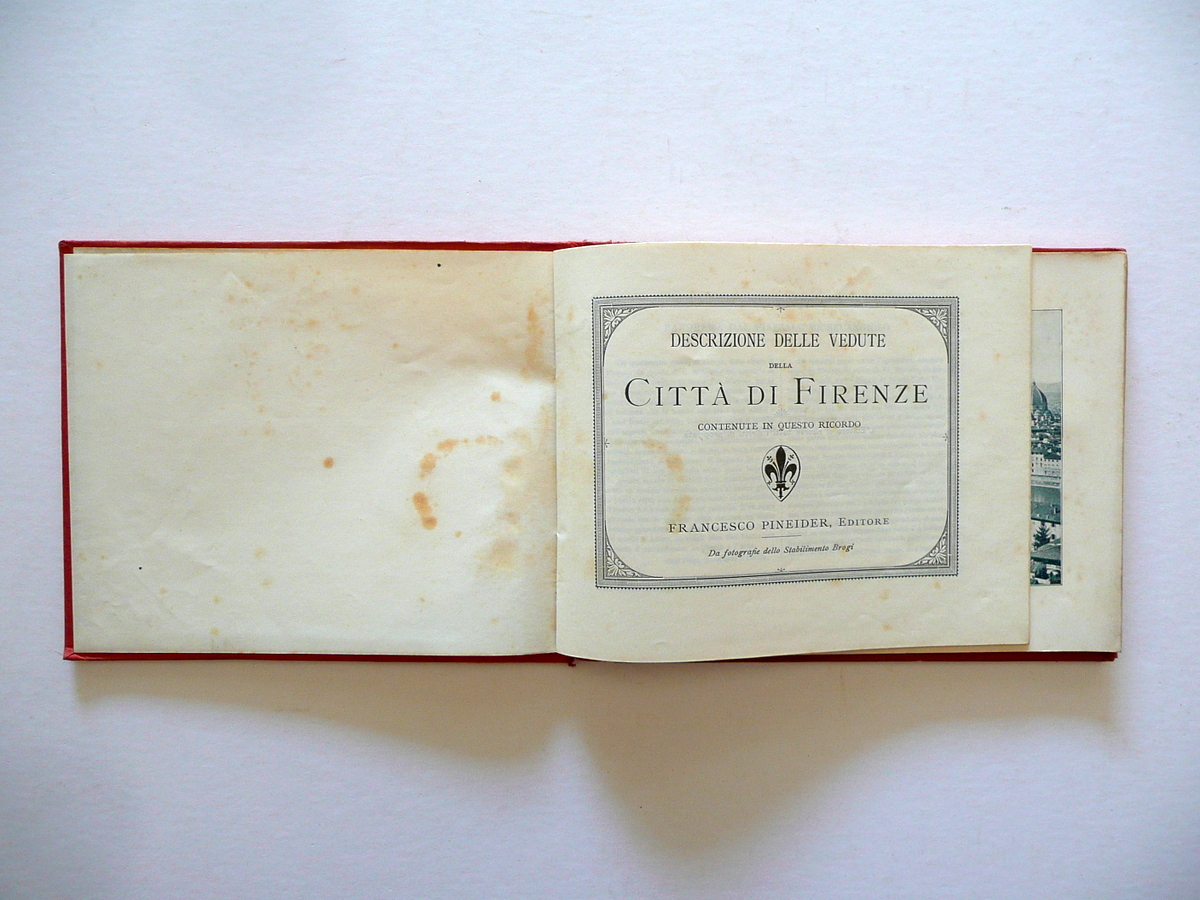 DESCRIZIONE DELLE VEDUTE
DELLA
CITTÀ DI FIRENZE
CONTENUTE IN QUESTO RICORDO
FRANCESCO PINEIDER, EDITORE
Da fotografie dello Stabilimento Brogi